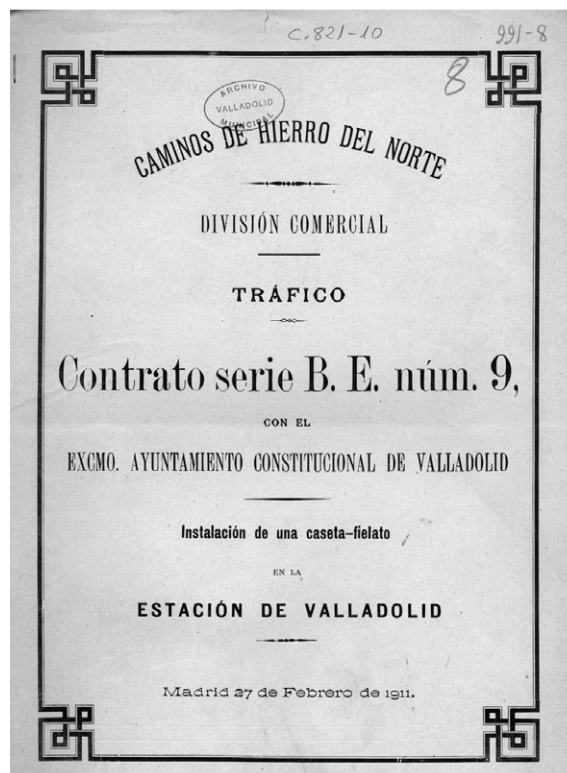 C.821-10
991-8
8
ARCHIVO
VALLADOLID
MUNICIPAL
CAMINOS DE HIERRO DEL NORTE
DIVISIÓN COMERCIAL
TRÁFICO
Contrato serie B. E. núm. 9,
CON EL
EXCMO. AYUNTAMIENTO CONSTITUCIONAL DE VALLADOLID
Instalación de una caseta-fielato
EN LA
ESTACIÓN DE VALLADOLID
Madrid 27 de Febrero de 1911.